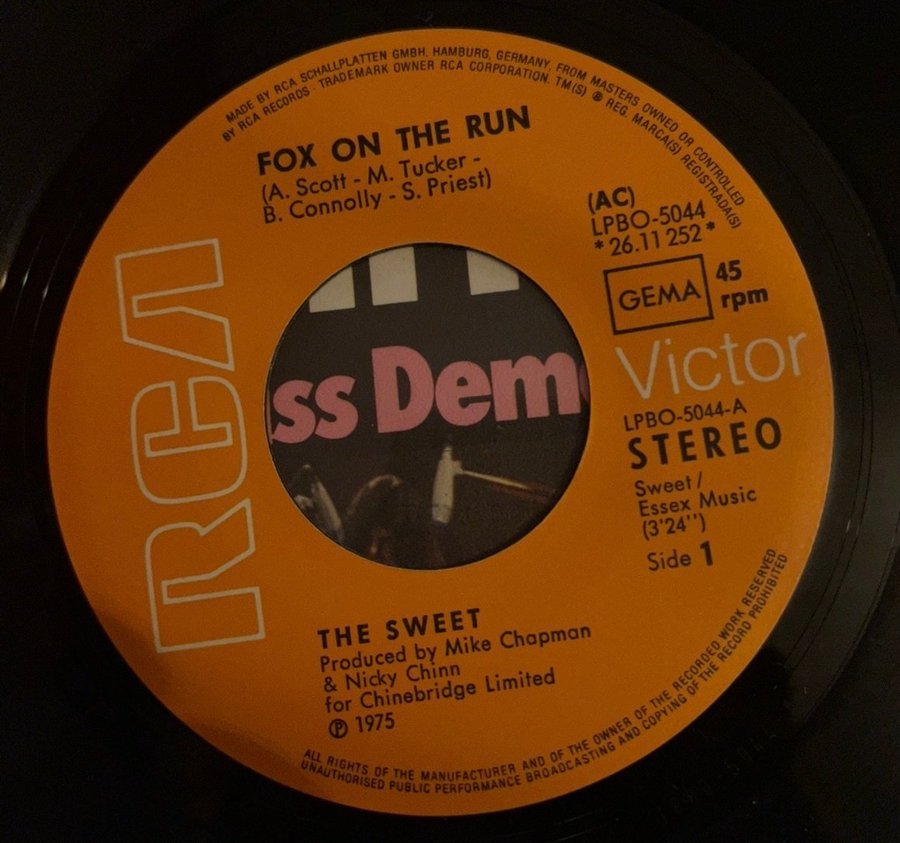 MADE BY RCA SCHALLPLATTEN GMBH, HAMBURG, GERMANY, FROM MASTERS OWNED OR CONTROLLED
BY RCA RECORDS · TRADEMARK OWNER RCA CORPORATION. TM(S) ® REG. MARCA(S) REGISTRADA(S)
FOX ON THE RUN
(A. Scott - M. Tucker -
B. Connolly - S. Priest)
(AC)
LPBO-5044
* 26.11 252 *
GEMA
45
rpm
RCA
Victor
LPBO-5044-A
STEREO
Sweet/
Essex Music
(3'24")
Side 1
ss Dem
THE SWEET
Produced by Mike Chapman
& Nicky Chinn
for Chinebridge Limited
℗ 1975
ALL RIGHTS OF THE MANUFACTURER AND OF THE OWNER OF THE RECORDED WORK RESERVED
UNAUTHORISED PUBLIC PERFORMANCE BROADCASTING AND COPYING OF THE RECORD PROHIBITED